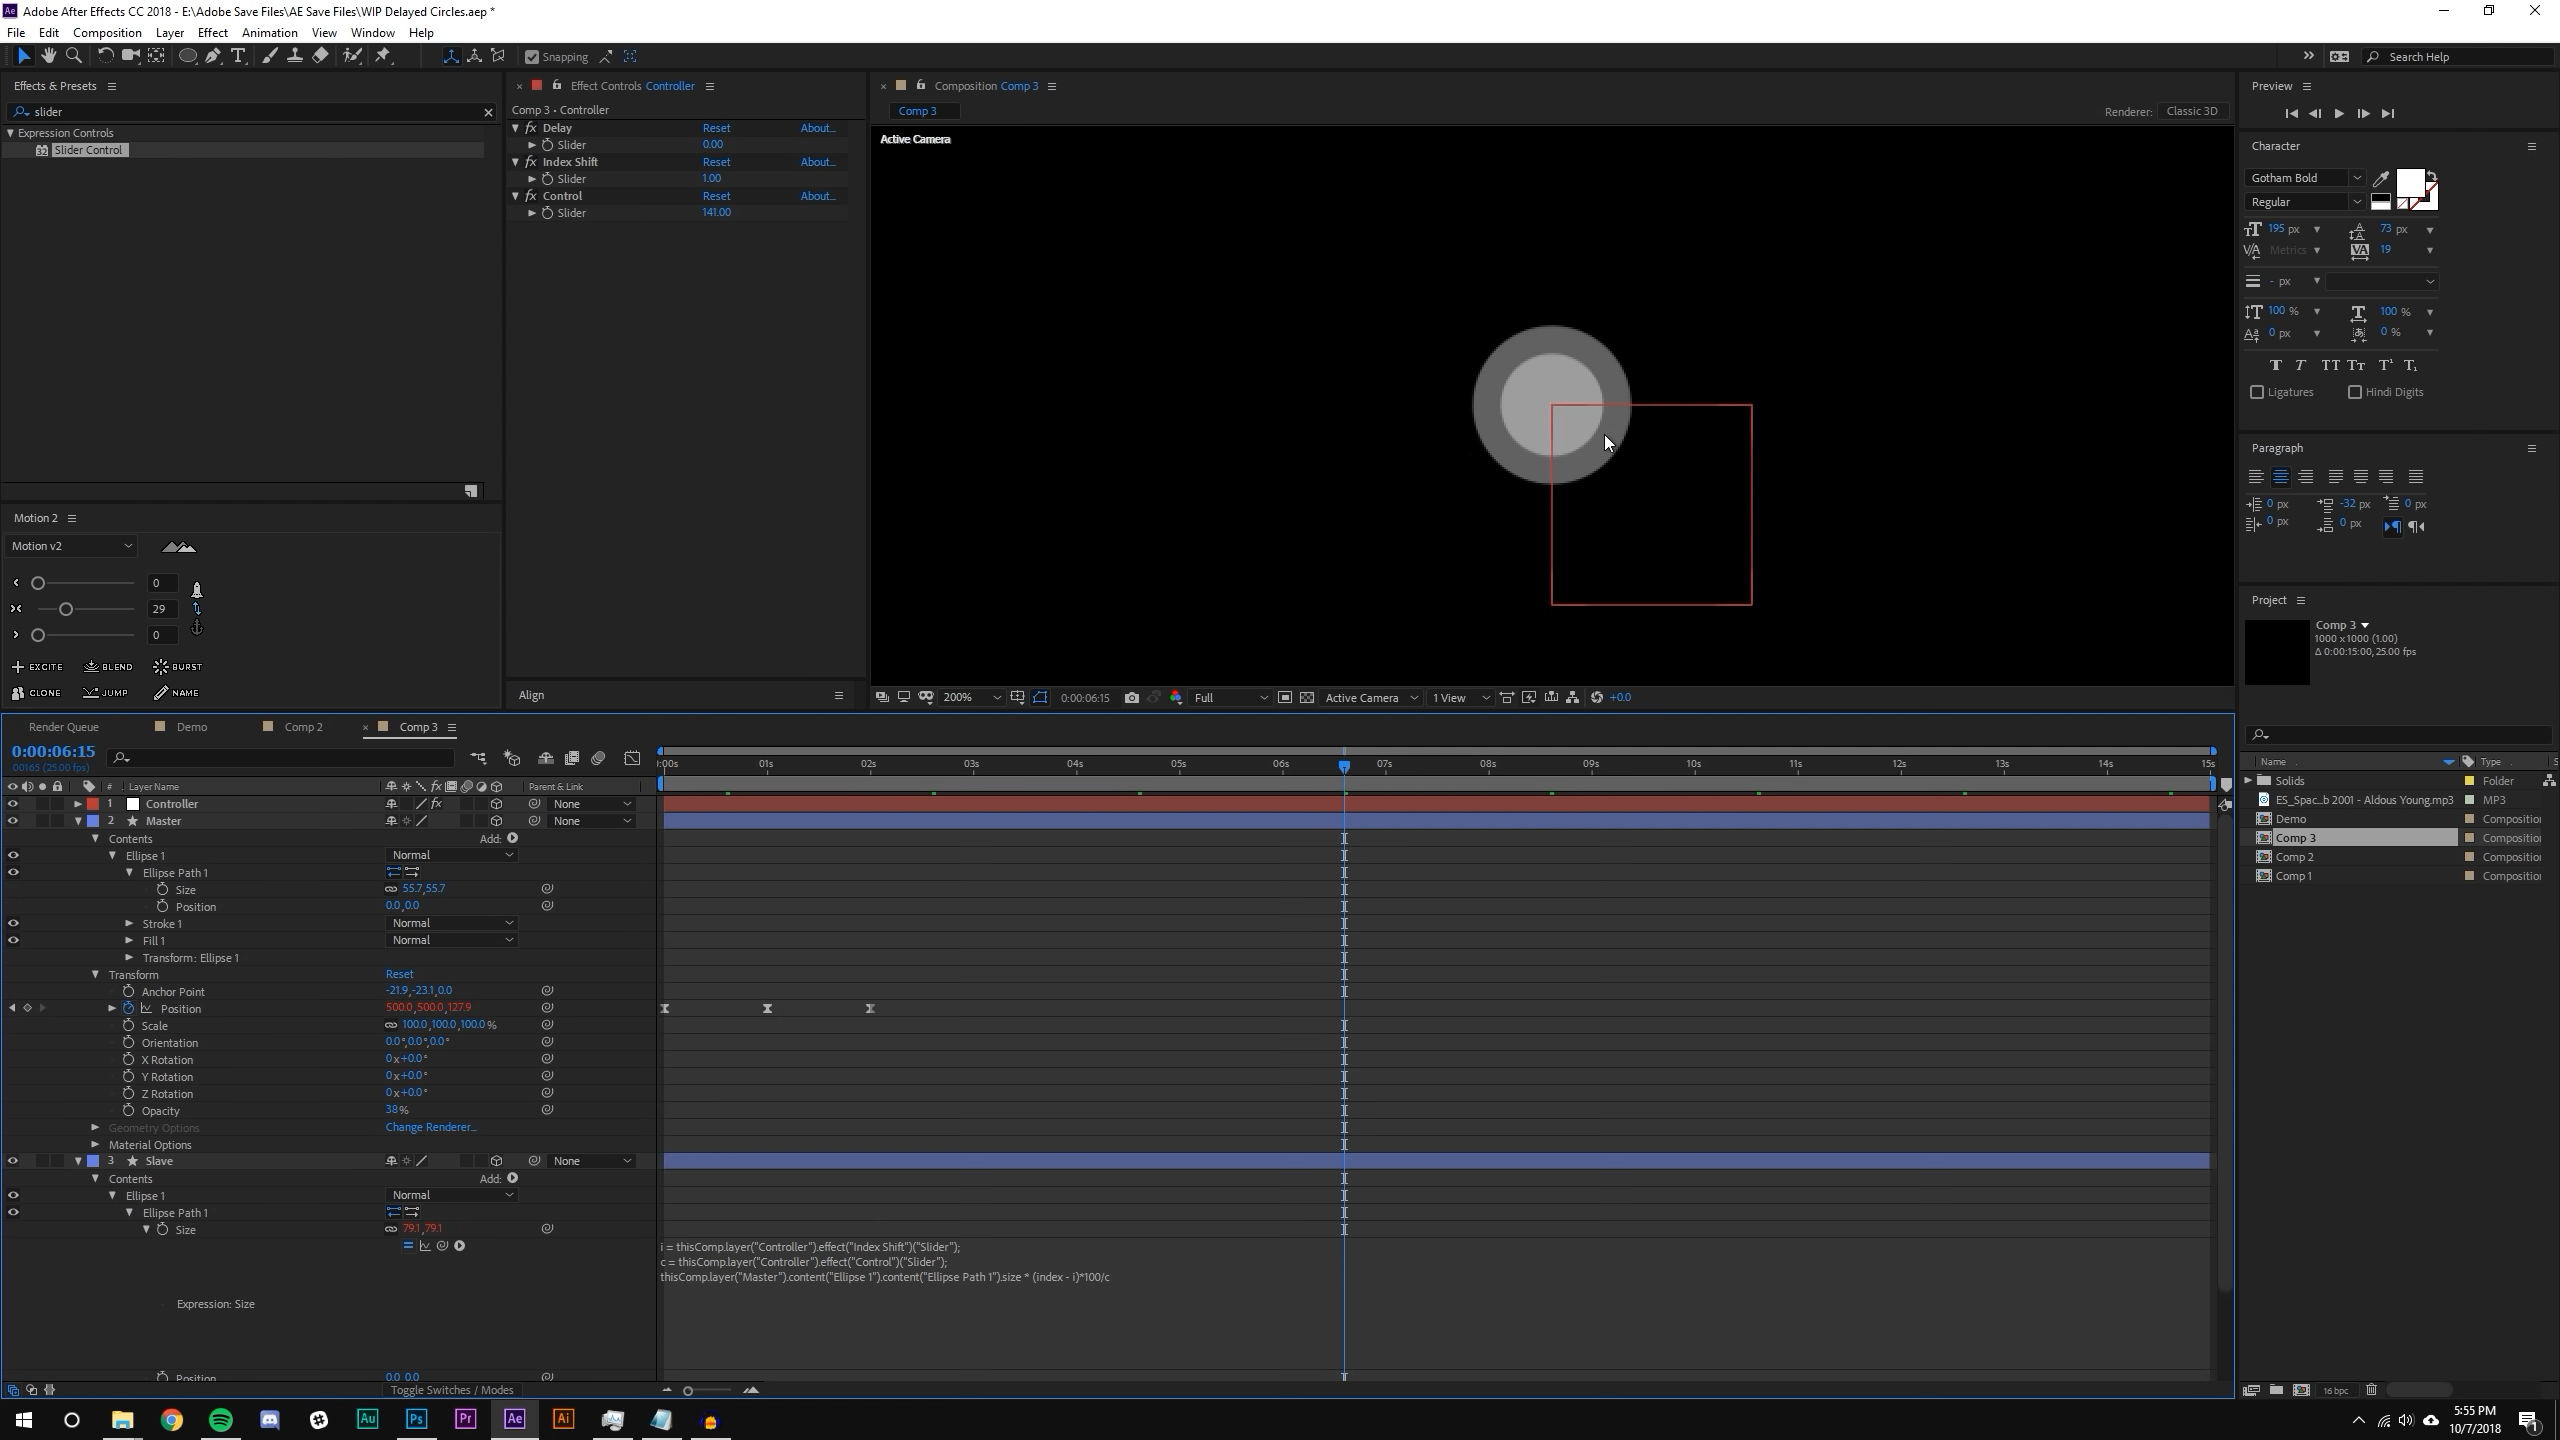 Adobe After Effects CC 2018 - E:\Adobe Save Files\AE Save Files\WIP Delayed Circles.aep *
File Edit Composition Layer Effect Animation View Window Help
Snapping
Search Help
Effects & Presets
slider
Expression Controls
Slider Control
Effect Controls Controller
Comp 3 • Controller
fx Delay Reset About...
Slider 0.00
fx Index Shift Reset About...
Slider 1.00
fx Control Reset About...
Slider 141.00
Composition Comp 3
Comp 3
Renderer: Classic 3D
Active Camera
Preview
Character
Gotham Bold
Regular
195 px 73 px
Metrics 19
- px
100 % 100 %
0 px 0 %
Ligatures Hindi Digits
Paragraph
0 px -32 px 0 px
0 px 0 px
Motion 2
Motion v2
0
29
0
EXCITE BLEND BURST
CLONE JUMP NAME
Align
200% 0:00:06:15 Full Active Camera 1 View +0.0
Project
Comp 3
1000 x 1000 (1.00)
Δ 0:00:15:00, 25.00 fps
Name Type
Solids Folder
ES_Spac...b 2001 - Aldous Young.mp3 MP3
Demo Compositio
Comp 3 Compositio
Comp 2 Compositio
Comp 1 Compositio
16 bpc
Render Queue Demo Comp 2 Comp 3
0:00:06:15
00165 (25.00 fps)
:00s 01s 02s 03s 04s 05s 06s 07s 08s 09s 10s 11s 12s 13s 14s 15s
# Layer Name Parent & Link
1 Controller fx None
2 Master None
Contents Add:
Ellipse 1 Normal
Ellipse Path 1
Size 55.7,55.7
Position 0.0,0.0
Stroke 1 Normal
Fill 1 Normal
Transform: Ellipse 1
Transform Reset
Anchor Point -21.9,-23.1,0.0
Position 500.0,500.0,127.9
Scale 100.0,100.0,100.0 %
Orientation 0.0°,0.0°,0.0°
X Rotation 0 x +0.0°
Y Rotation 0 x +0.0°
Z Rotation 0 x +0.0°
Opacity 38%
Geometry Options Change Renderer...
Material Options
3 Slave None
Contents Add:
Ellipse 1 Normal
Ellipse Path 1
Size 79.1,79.1
i = thisComp.layer("Controller").effect("Index Shift")("Slider");
c = thisComp.layer("Controller").effect("Control")("Slider");
thisComp.layer("Master").content("Ellipse 1").content("Ellipse Path 1").size * (index - i)*100/c
Expression: Size
Position 0.0 0.0
Toggle Switches / Modes
Au Ps Pr Ae Ai
5:55 PM
10/7/2018
1